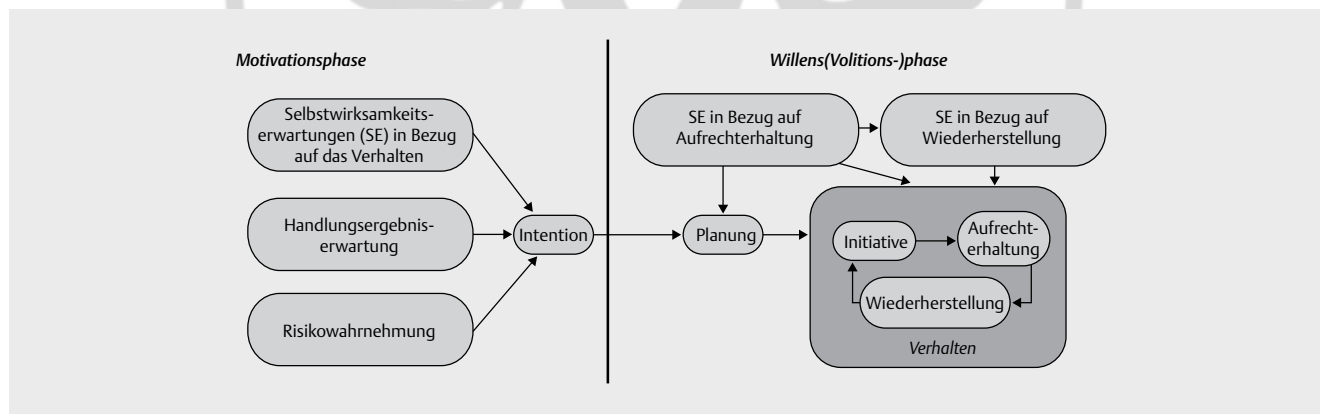 Motivationsphase
Willens(Volitions-)phase
Selbstwirksamkeits-
erwartungen (SE) in Bezug
auf das Verhalten
Handlungsergebnis-
erwartung
Risikowahrnehmung
Intention
SE in Bezug auf
Aufrechterhaltung
SE in Bezug auf
Wiederherstellung
Planung
Initiative
Aufrecht-
erhaltung
Wiederherstellung
Verhalten